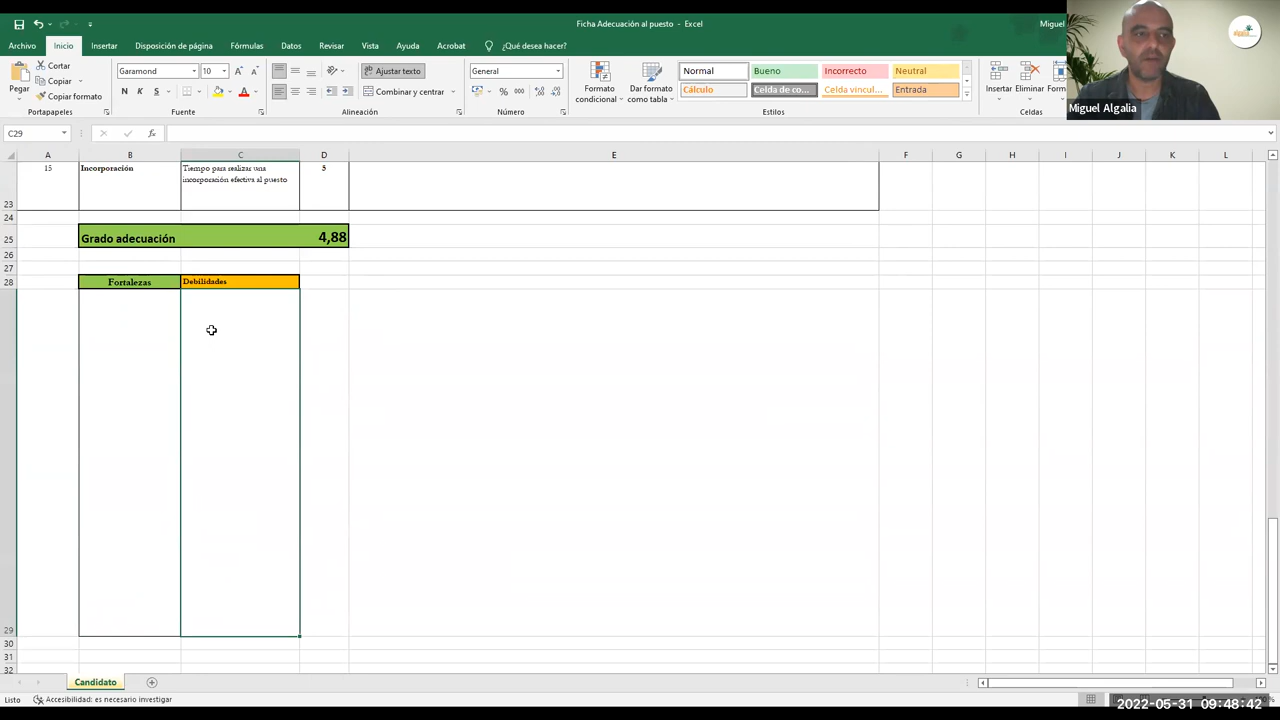 Ficha Adecuación al puesto - Excel
Miguel
Archivo Inicio Insertar Disposición de página Fórmulas Datos Revisar Vista Ayuda Acrobat ¿Qué desea hacer?
Pegar
Cortar
Copiar
Copiar formato
Portapapeles
Garamond 10
N K S
Fuente
Ajustar texto
Combinar y centrar
Alineación
General
% 000
Número
Formato condicional
Dar formato como tabla
Normal Bueno Incorrecto Neutral
Cálculo Celda de co... Celda vincul... Entrada
Estilos
Insertar Eliminar
Celdas
Miguel Algalia
C29
fx
A B C D E F G H I J K L
15 Incorporación Tiempo para realizar una incorporación efectiva al puesto 5
23
24
25 Grado adecuación 4,88
26
27
28 Fortalezas Debilidades
29
30
31
32
Candidato
Listo Accesibilidad: es necesario investigar
2022-05-31 09:48:42